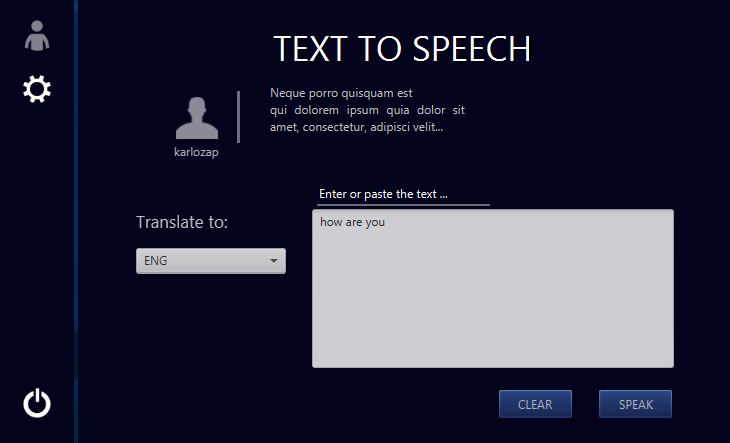 TEXT TO SPEECH
Neque porro quisquam est
qui dolorem ipsum quia dolor sit
amet, consectetur, adipisci velit...
karlozap
Enter or paste the text ...
Translate to:
how are you
ENG
CLEAR
SPEAK